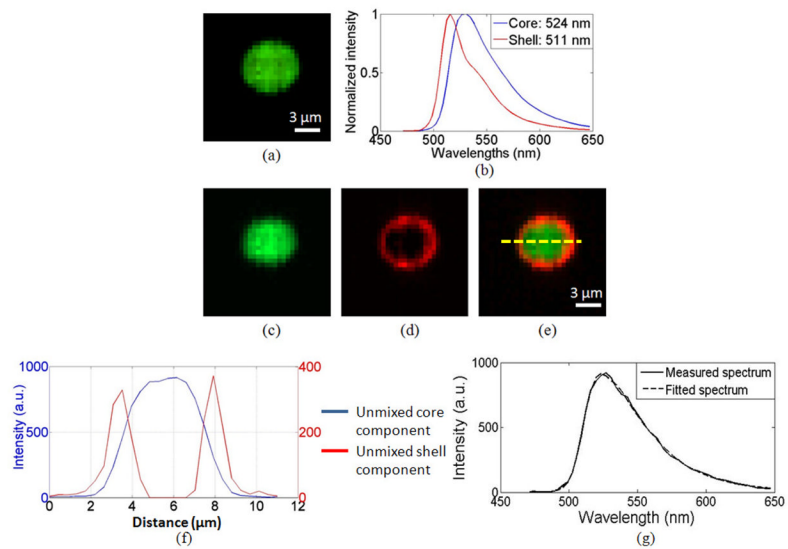 3 μm
(a)
Normalized intensity
1
0.5
0
450 500 550 600 650
Wavelengths (nm)
Core: 524 nm
Shell: 511 nm
(b)
(c)
(d)
3 μm
(e)
Intensity (a.u.)
1000
500
0
400
200
0
0 2 4 6 8 10 12
Distance (μm)
Unmixed core
component
Unmixed shell
component
(f)
Intensity (a.u.)
1000
500
0
450 500 550 600 650
Wavelength (nm)
Measured spectrum
Fitted spectrum
(g)